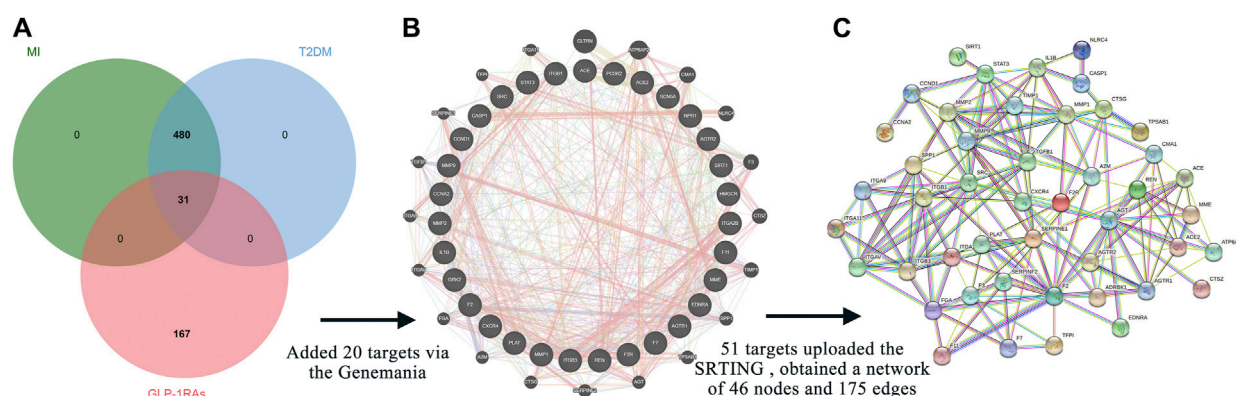 A
MI
T2DM
0
480
0
31
0
0
167
GLP-1RAs
Added 20 targets via
the Genemania
B
CLTRN
ITGA11
ATP6AP2
TFPI
ITGB1
ACE
PI3K2
ACE2
CMA1
STAT3
SCN5A
SRC
NPR1
CASP1
AGTR2
NLRC4
CCND1
SIRT1
F3
MMP9
HMGCR
CCNA2
ITGA2B
CTSZ
MMP2
F11
IL1B
MME
TIMP1
GRK2
EDNRA
FGA
F2
AGTR1
SPP1
CXCR4
F7
A2M
PLAT
F2R
TPSAB1
MMP1
ITGB3
REN
CTSG
AGT
51 targets uploaded the
SRTING , obtained a network
of 46 nodes and 175 edges
C
NLRC4
SIRT1
STAT3
IL1B
CASP1
CCND1
TIMP1
CTSG
MMP2
MMP1
CCNA2
TPSAB1
MMP9
CMA1
SPP1
TGFB1
A2M
ACE
ITGA9
SRC
REN
ITGB1
CXCR4
F2R
MME
AGT
ITGA11
PLAT
SERPINE1
ACE2
ITGAV
ITGB3
ITGA
AGTR2
ATP6A
SERPINF2
F3
F2
ADRBK1
AGTR1
CTSZ
FGA
EDNRA
F11
F7
TFPI